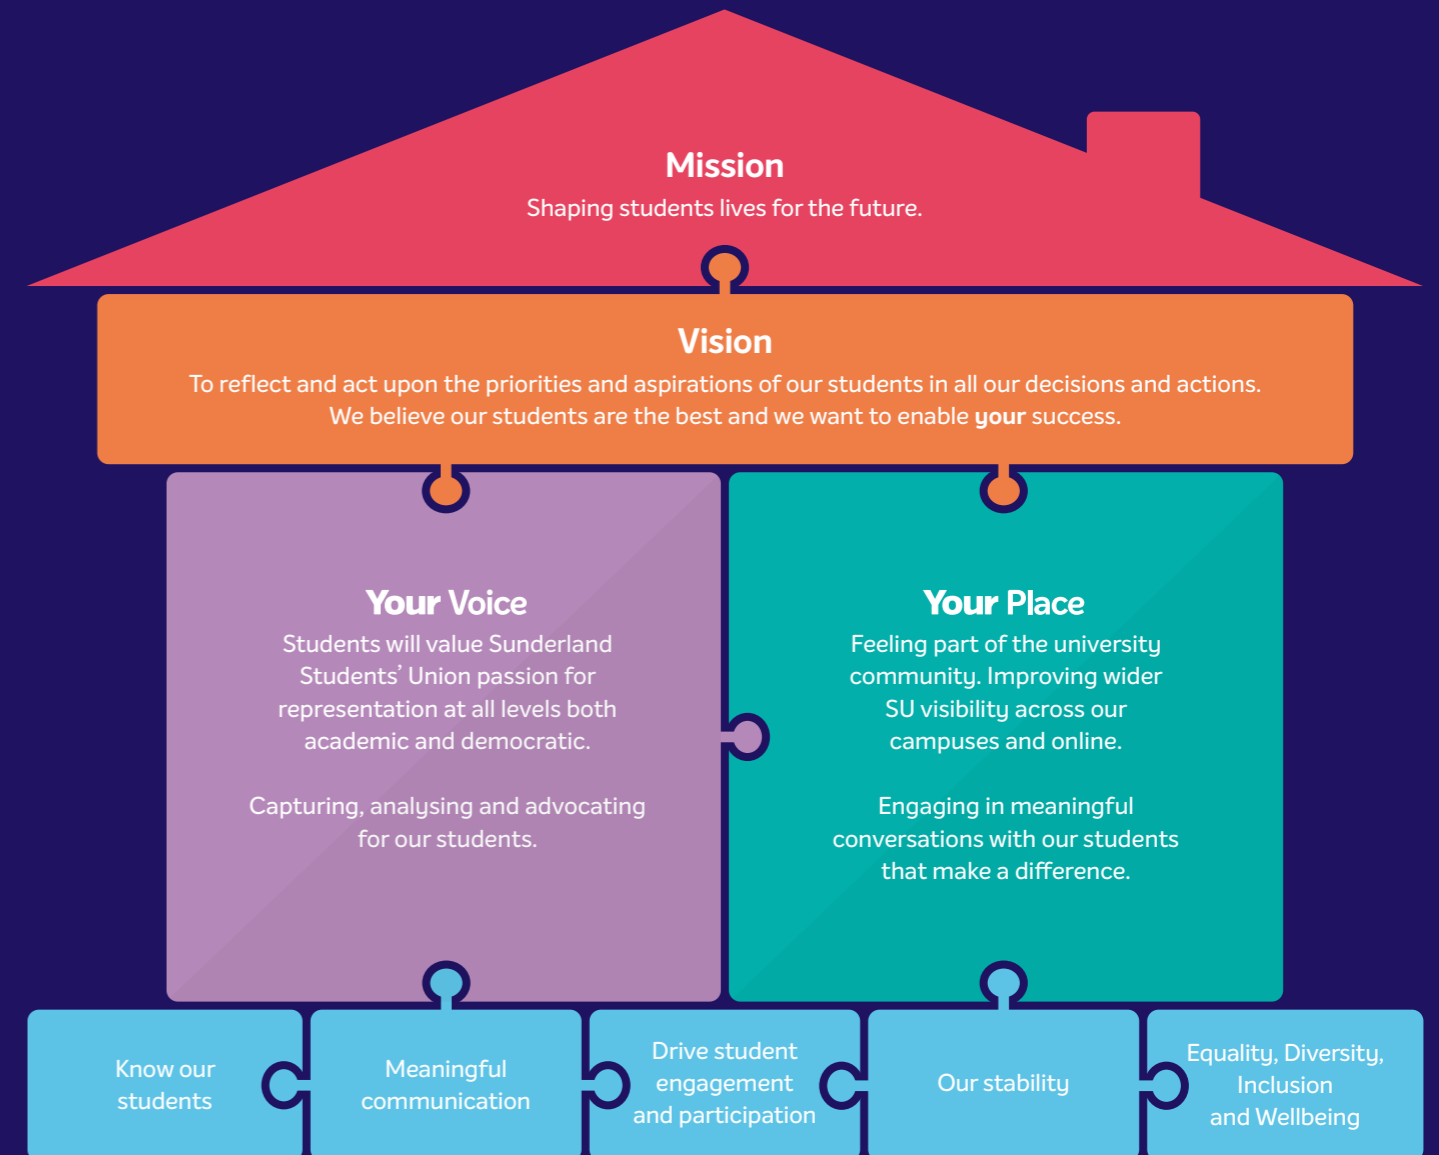 Mission
Shaping students lives for the future.
Vision
To reflect and act upon the priorities and aspirations of our students in all our decisions and actions.
We believe our students are the best and we want to enable your success.
Your Voice
Students will value Sunderland
Students’ Union passion for
representation at all levels both
academic and democratic.
Capturing, analysing and advocating
for our students.
Your Place
Feeling part of the university
community. Improving wider
SU visibility across our
campuses and online.
Engaging in meaningful
conversations with our students
that make a difference.
Know our
students
Meaningful
communication
Drive student
engagement
and participation
Our stability
Equality, Diversity,
Inclusion
and Wellbeing